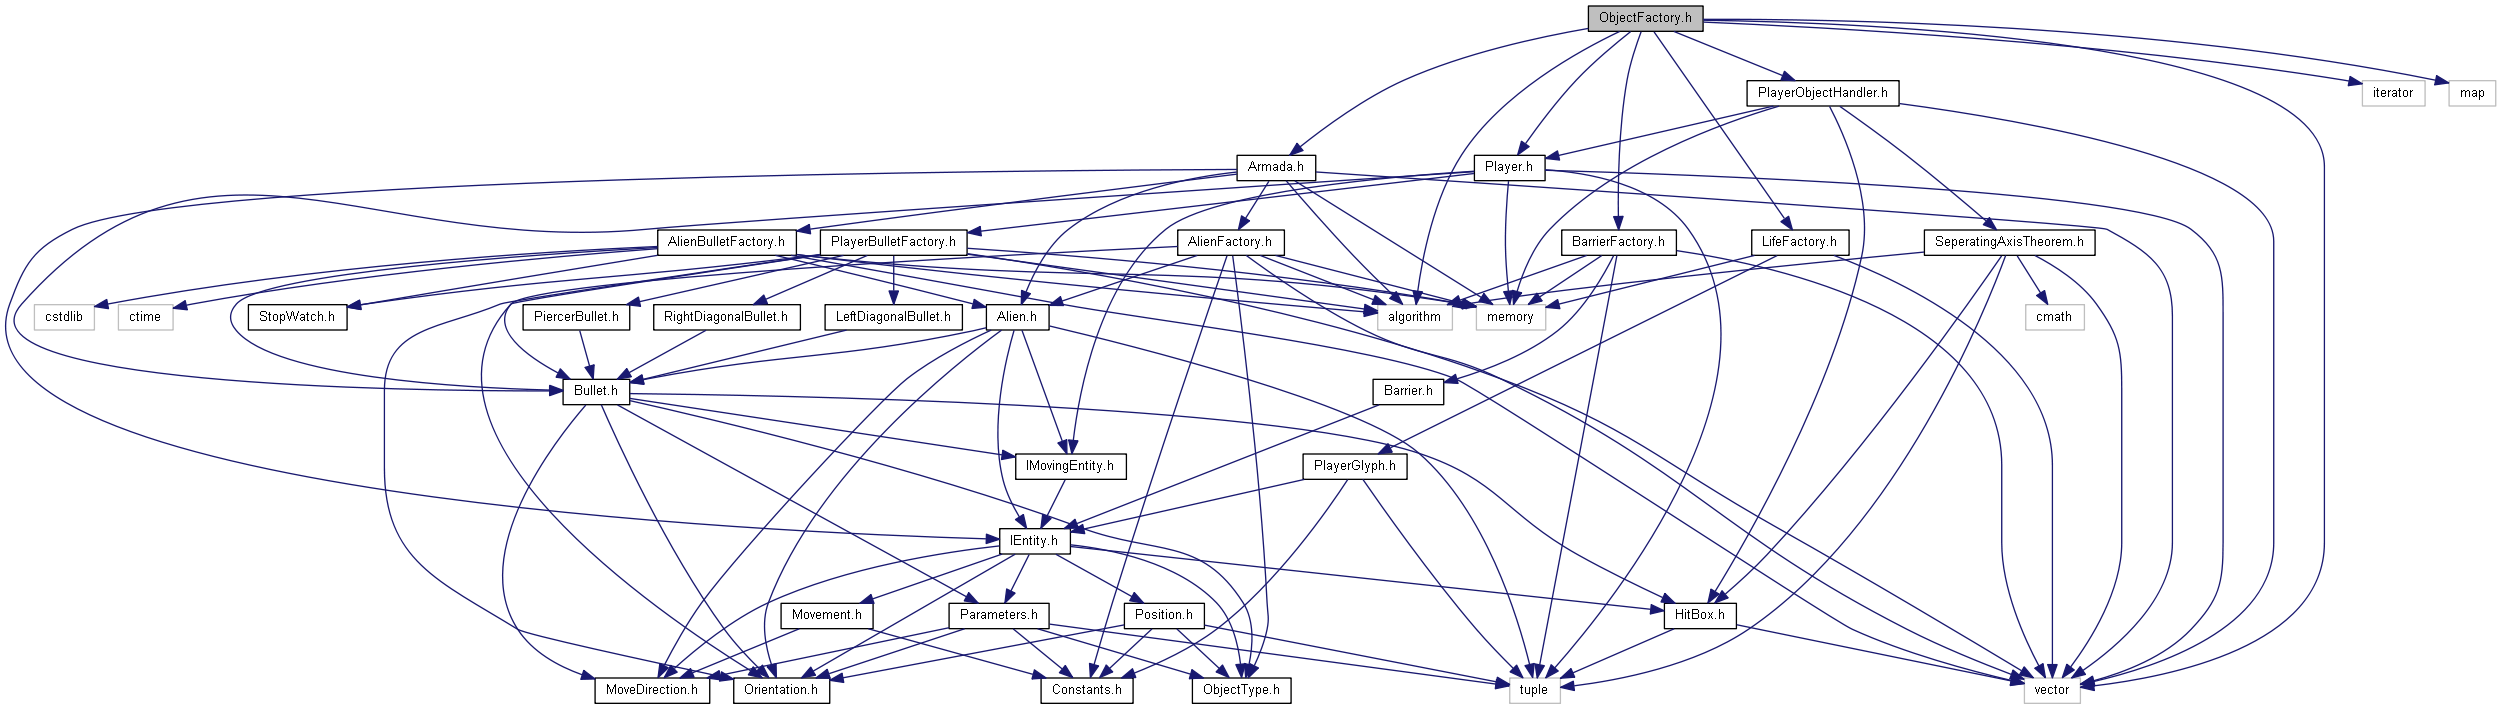 ObjectFactory.h
PlayerObjectHandler.h
iterator
map
Armada.h
Player.h
AlienBulletFactory.h
PlayerBulletFactory.h
AlienFactory.h
BarrierFactory.h
LifeFactory.h
SeperatingAxisTheorem.h
cstdlib
ctime
StopWatch.h
PiercerBullet.h
RightDiagonalBullet.h
LeftDiagonalBullet.h
Alien.h
algorithm
memory
cmath
Bullet.h
Barrier.h
IMovingEntity.h
PlayerGlyph.h
IEntity.h
Movement.h
Parameters.h
Position.h
HitBox.h
MoveDirection.h
Orientation.h
Constants.h
ObjectType.h
tuple
vector